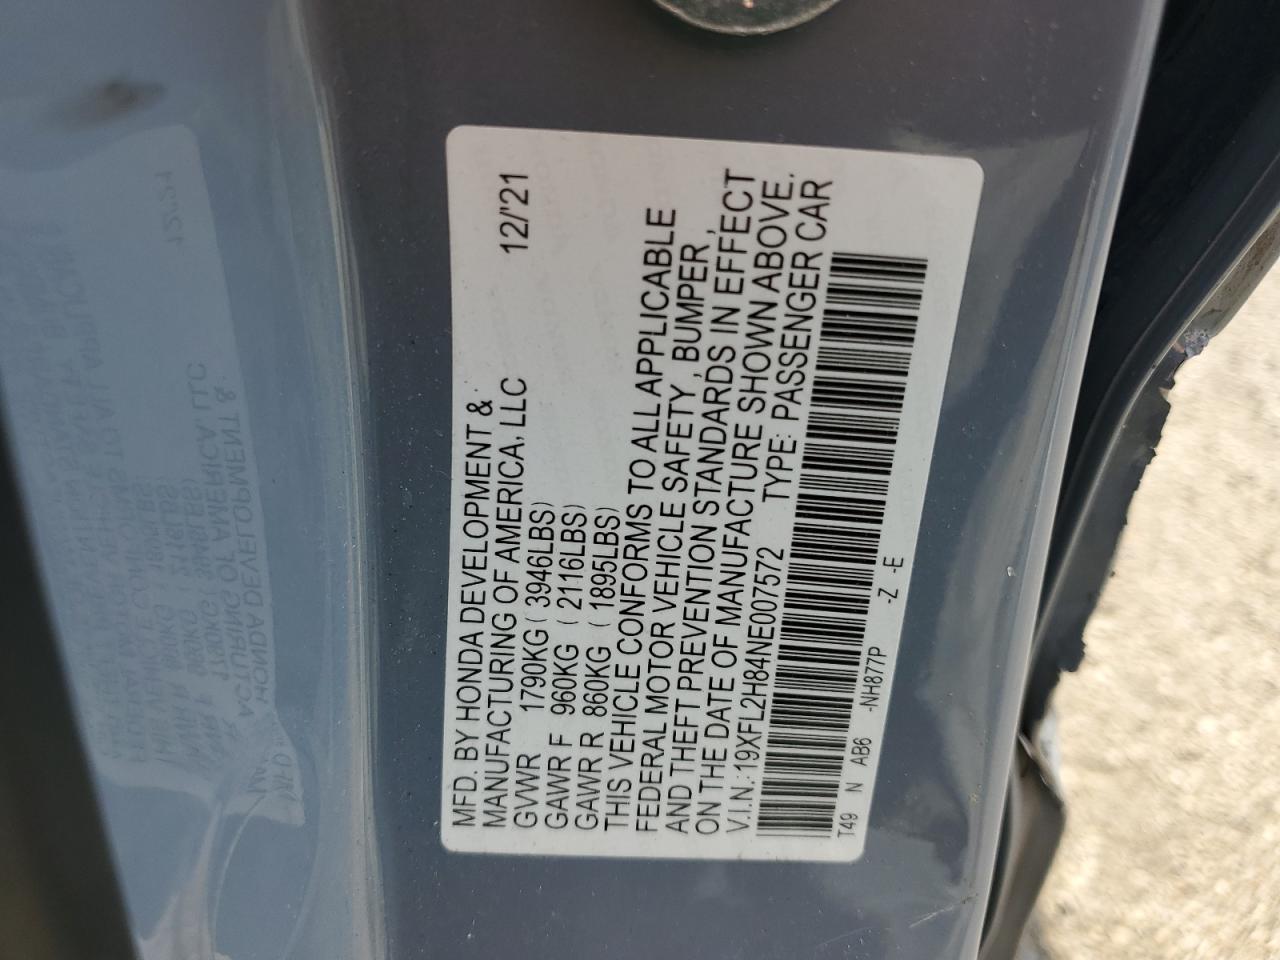 MFD. BY HONDA DEVELOPMENT &
MANUFACTURING OF AMERICA, LLC 12/'21
GVWR 1790KG ( 3946LBS)
GAWR F 960KG ( 2116LBS)
GAWR R 860KG ( 1895LBS)
THIS VEHICLE CONFORMS TO ALL APPLICABLE
FEDERAL MOTOR VEHICLE SAFETY, BUMPER ,
AND THEFT PREVENTION STANDARDS IN EFFECT
ON THE DATE OF MANUFACTURE SHOWN ABOVE.
V.I.N.:19XFL2H84NE007572 TYPE: PASSENGER CAR
T49 N AB6 -NH877P -Z -E